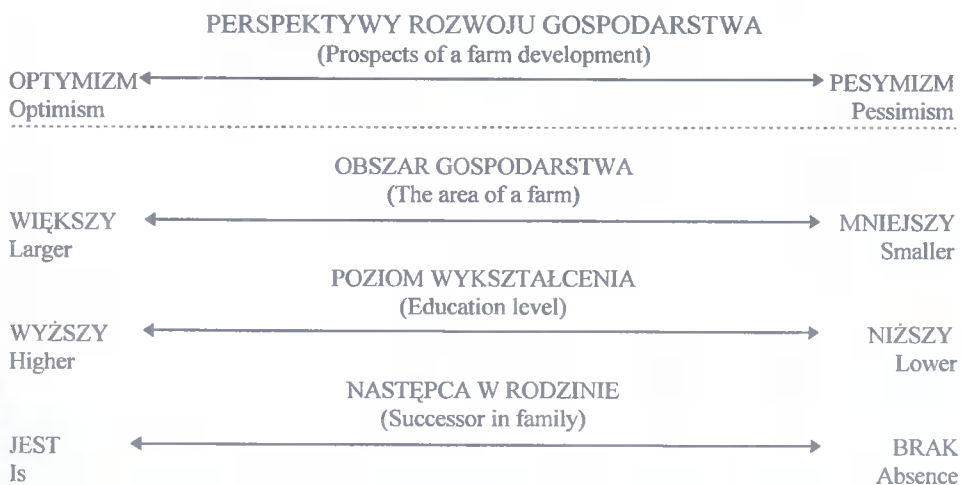 PERSPEKTYWY ROZWOJU GOSPODARSTWA
(Prospects of a farm development)
OPTYMIZM PESYMIZM
Optimism Pessimism
OBSZAR GOSPODARSTWA
(The area of a farm)
WIĘKSZY MNIEJSZY
Larger Smaller
POZIOM WYKSZTAŁCENIA
(Education level)
WYŻSZY NIŻSZY
Higher Lower
NASTĘPCA W RODZINIE
(Successor in family)
JEST BRAK
Is Absence